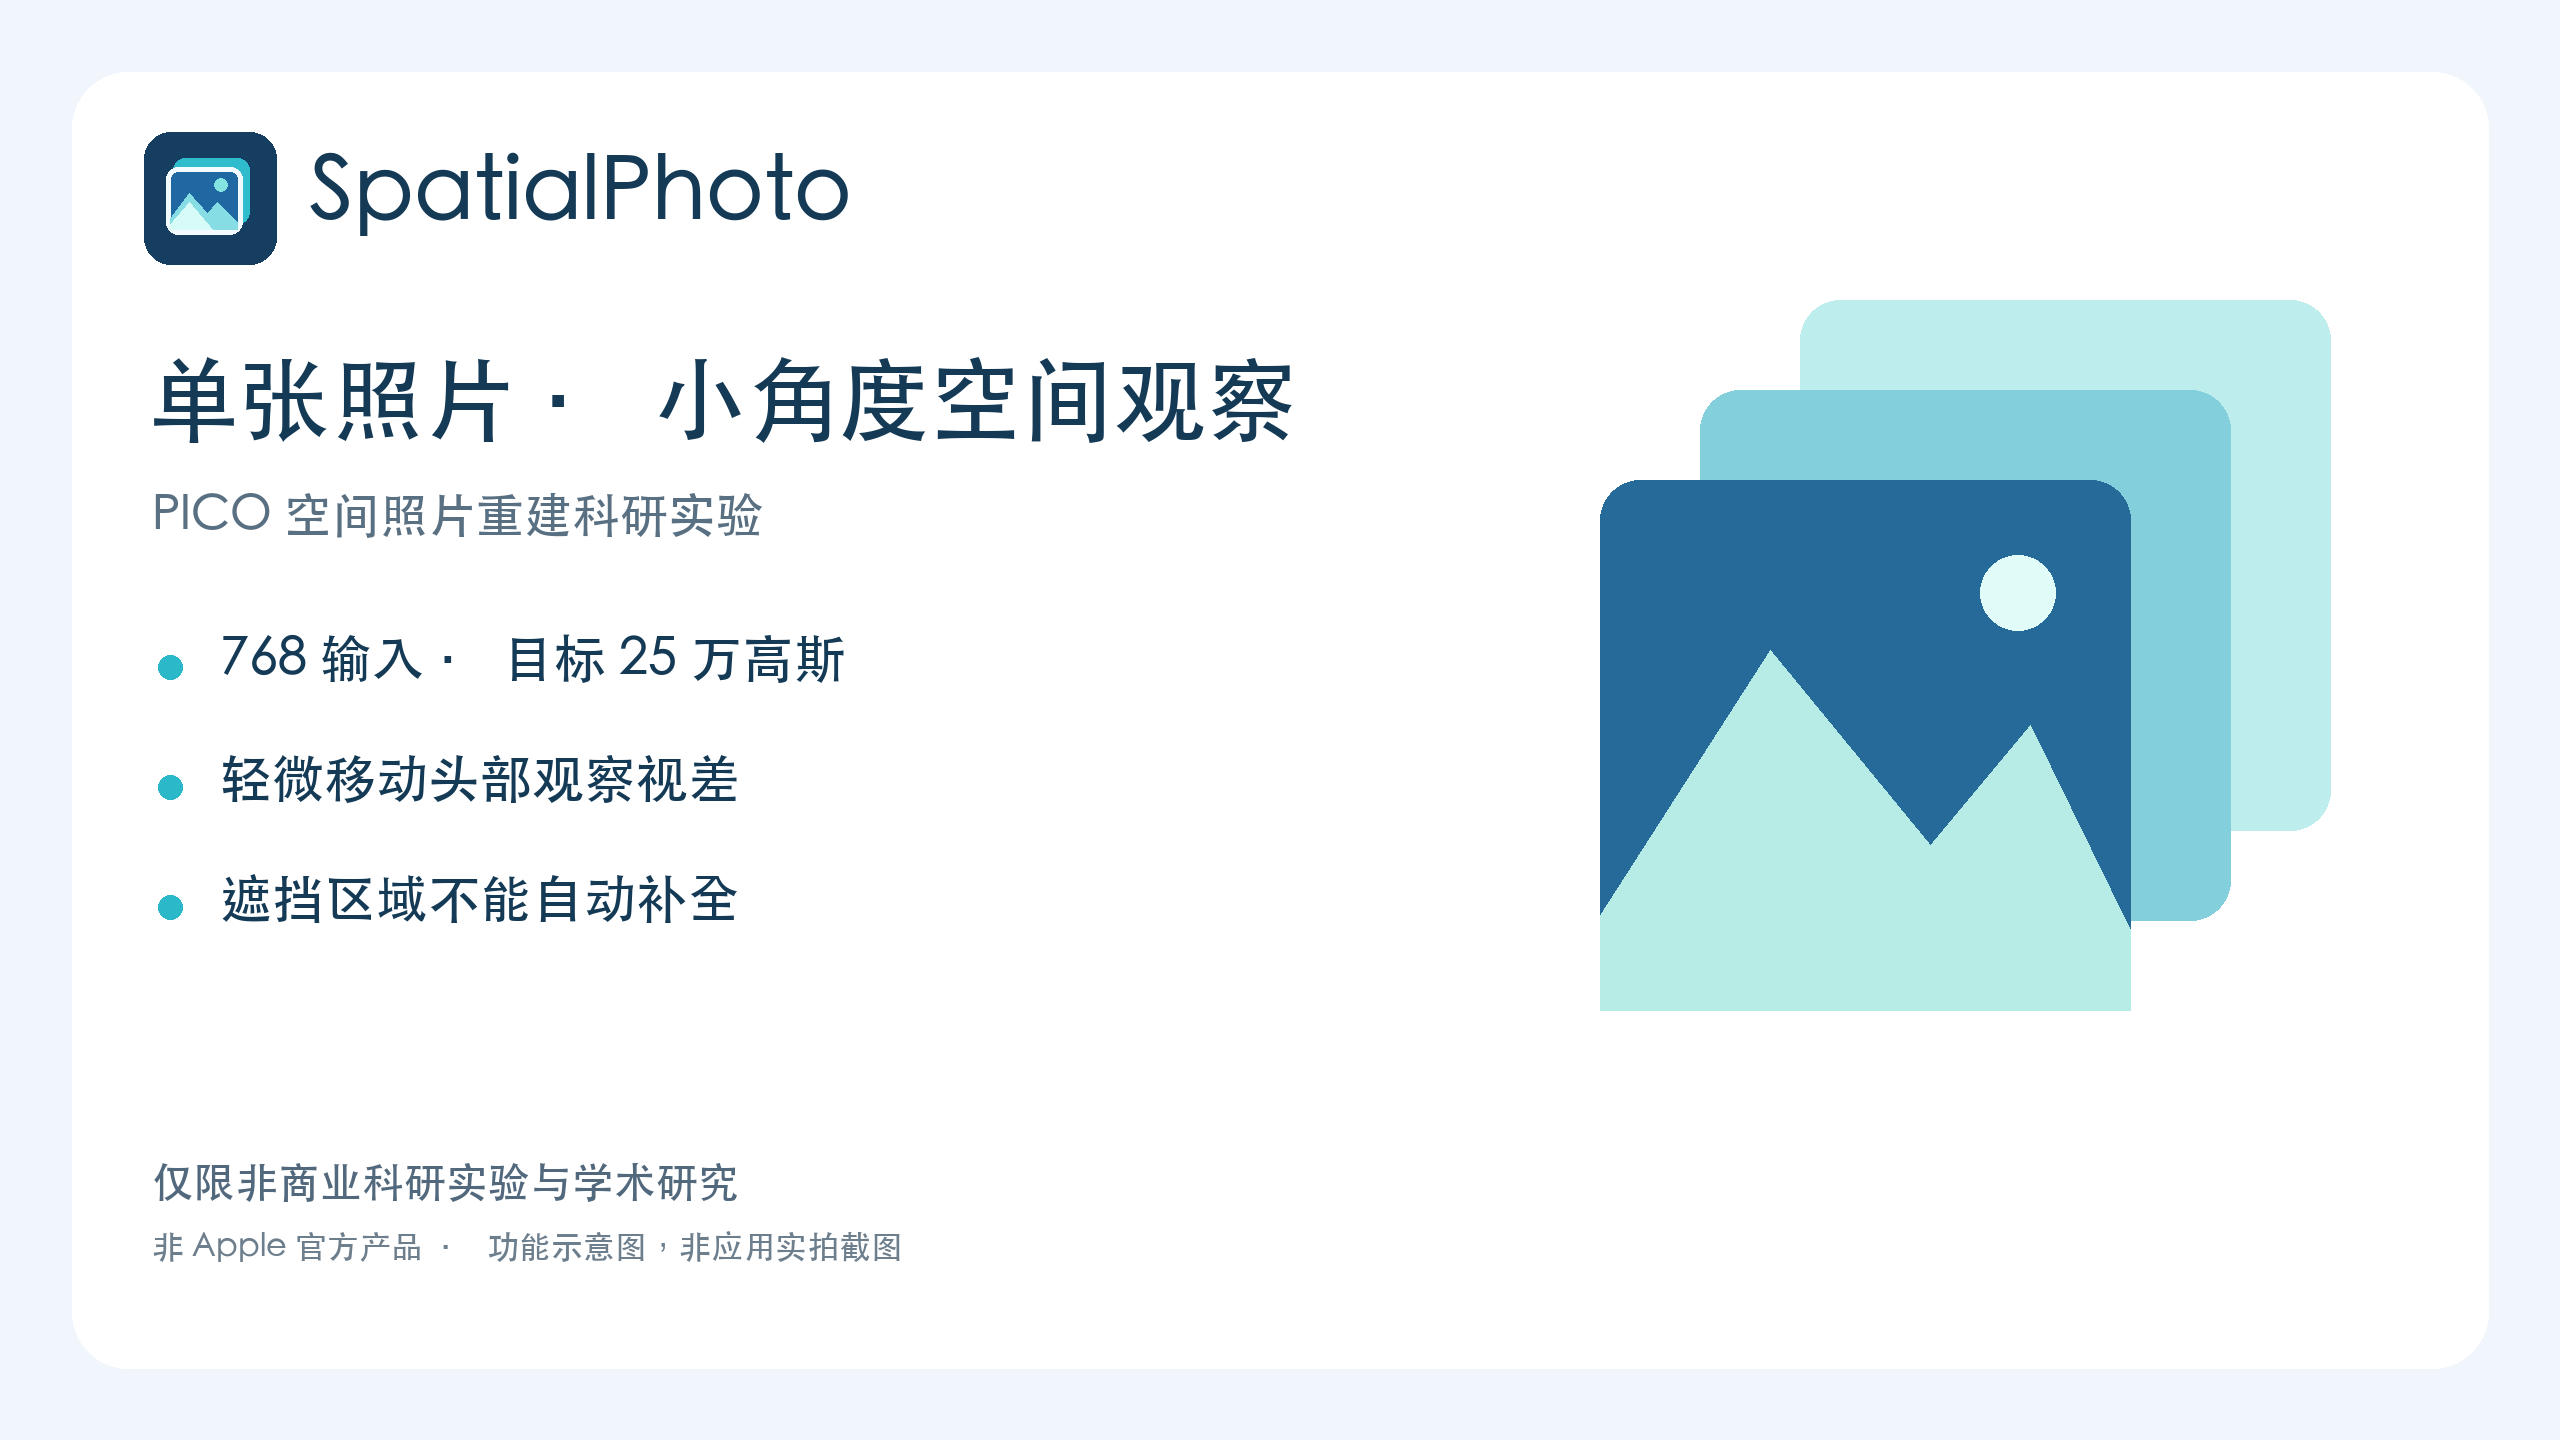 SpatialPhoto
单张照片 · 小角度空间观察
PICO 空间照片重建科研实验
768 输入 · 目标 25 万高斯
轻微移动头部观察视差
遮挡区域不能自动补全
仅限非商业科研实验与学术研究
非 Apple 官方产品 · 功能示意图，非应用实拍截图